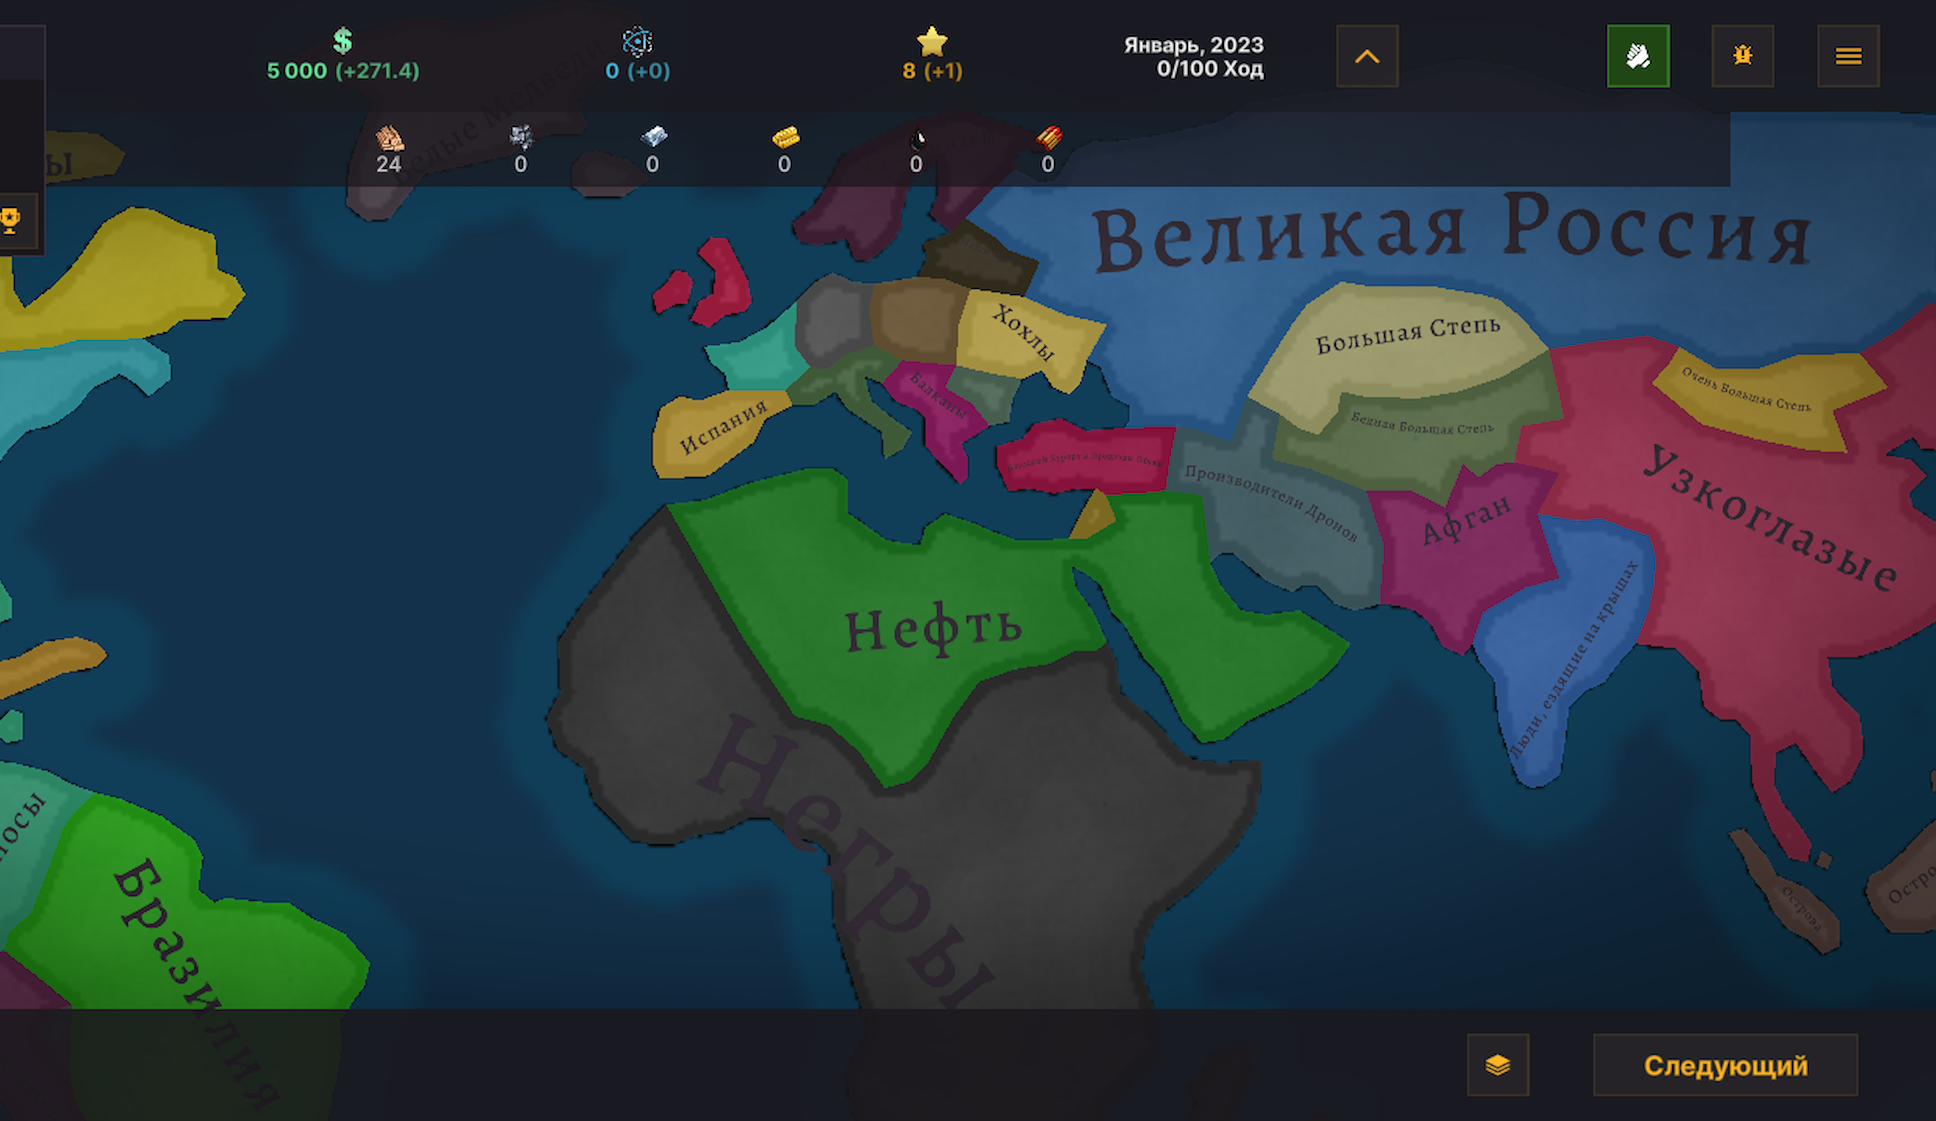 5 000 (+271.4)
0 (+0)
8 (+1)
Январь, 2023
0/100 Ход
24
0
0
0
0
0
Белые Медведи
Ы
Великая Россия
Хохлы
Большая Степь
Очень Большая Степь
Балканы
Испания
Бедная Большая Степь
Производители Дронов
Афган
Узкоглазые
Нефть
Люди, ездящие на крышах
Негры
Бразилия
Острова
Следующий